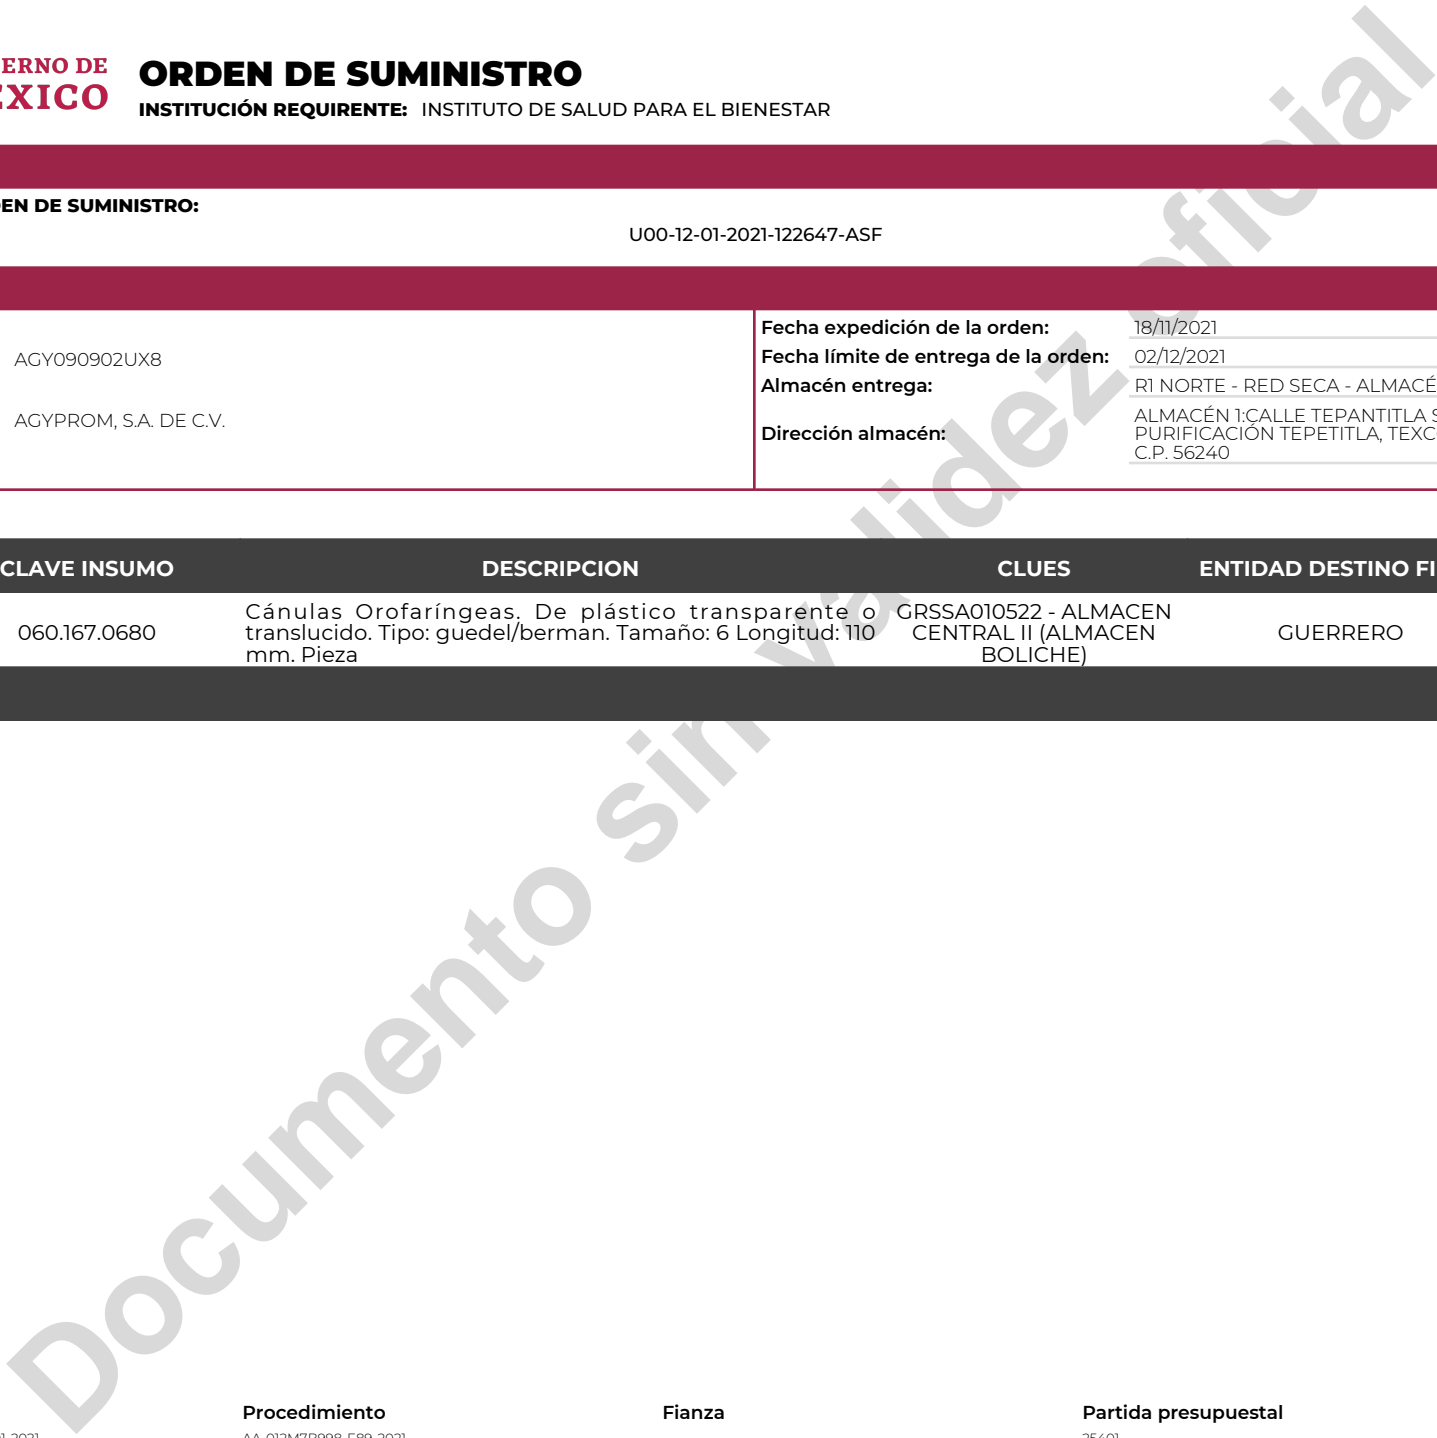 ERNO DE
EXICO
ORDEN DE SUMINISTRO
INSTITUCIÓN REQUIRENTE: INSTITUTO DE SALUD PARA EL BIENESTAR
EN DE SUMINISTRO:
U00-12-01-2021-122647-ASF
AGY090902UX8
AGYPROM, S.A. DE C.V.
Fecha expedición de la orden: 18/11/2021
Fecha límite de entrega de la orden: 02/12/2021
Almacén entrega: R1 NORTE - RED SECA - ALMACÉ
Dirección almacén:
ALMACÉN 1:CALLE TEPANTITLA S
PURIFICACIÓN TEPETITLA, TEXC
C.P. 56240
CLAVE INSUMO DESCRIPCION CLUES ENTIDAD DESTINO FI
060.167.0680
Cánulas Orofaríngeas. De plástico transparente o
translucido. Tipo: guedel/berman. Tamaño: 6 Longitud: 110
mm. Pieza
GRSSA010522 - ALMACEN
CENTRAL II (ALMACEN
BOLICHE)
GUERRERO
Documento sin validez oficial
Procedimiento Fianza Partida presupuestal